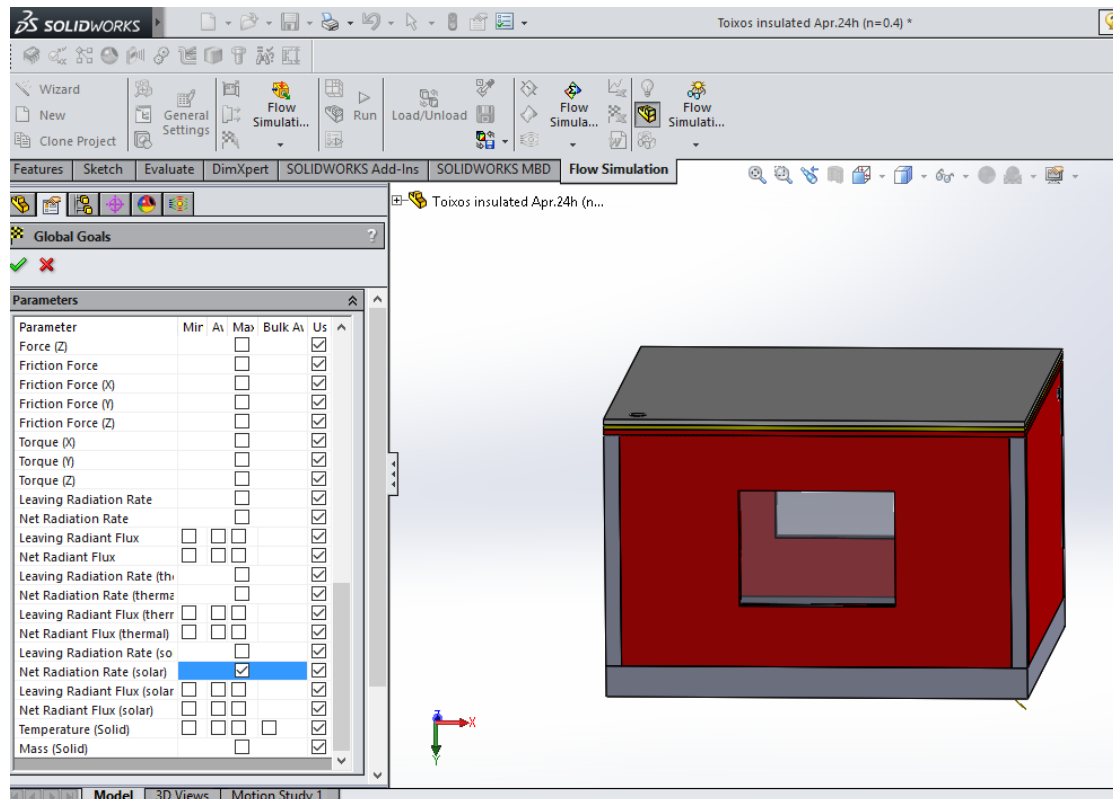 SOLIDWORKS
Toixos insulated Apr.24h (n=0.4) *
Wizard
New
Clone Project
General Settings
Flow Simulati...
Run
Load/Unload
Flow Simula...
Flow Simulati...
Features Sketch Evaluate DimXpert SOLIDWORKS Add-Ins SOLIDWORKS MBD Flow Simulation
Toixos insulated Apr.24h (n...
Global Goals ?
Parameters
Parameter Min Av Max Bulk Av Us
Force (Z)
Friction Force
Friction Force (X)
Friction Force (Y)
Friction Force (Z)
Torque (X)
Torque (Y)
Torque (Z)
Leaving Radiation Rate
Net Radiation Rate
Leaving Radiant Flux
Net Radiant Flux
Leaving Radiation Rate (the
Net Radiation Rate (therma
Leaving Radiant Flux (therr
Net Radiant Flux (thermal)
Leaving Radiation Rate (so
Net Radiation Rate (solar)
Leaving Radiant Flux (solar
Net Radiant Flux (solar)
Temperature (Solid)
Mass (Solid)
Z
X
Y
Model 3D Views Motion Study 1